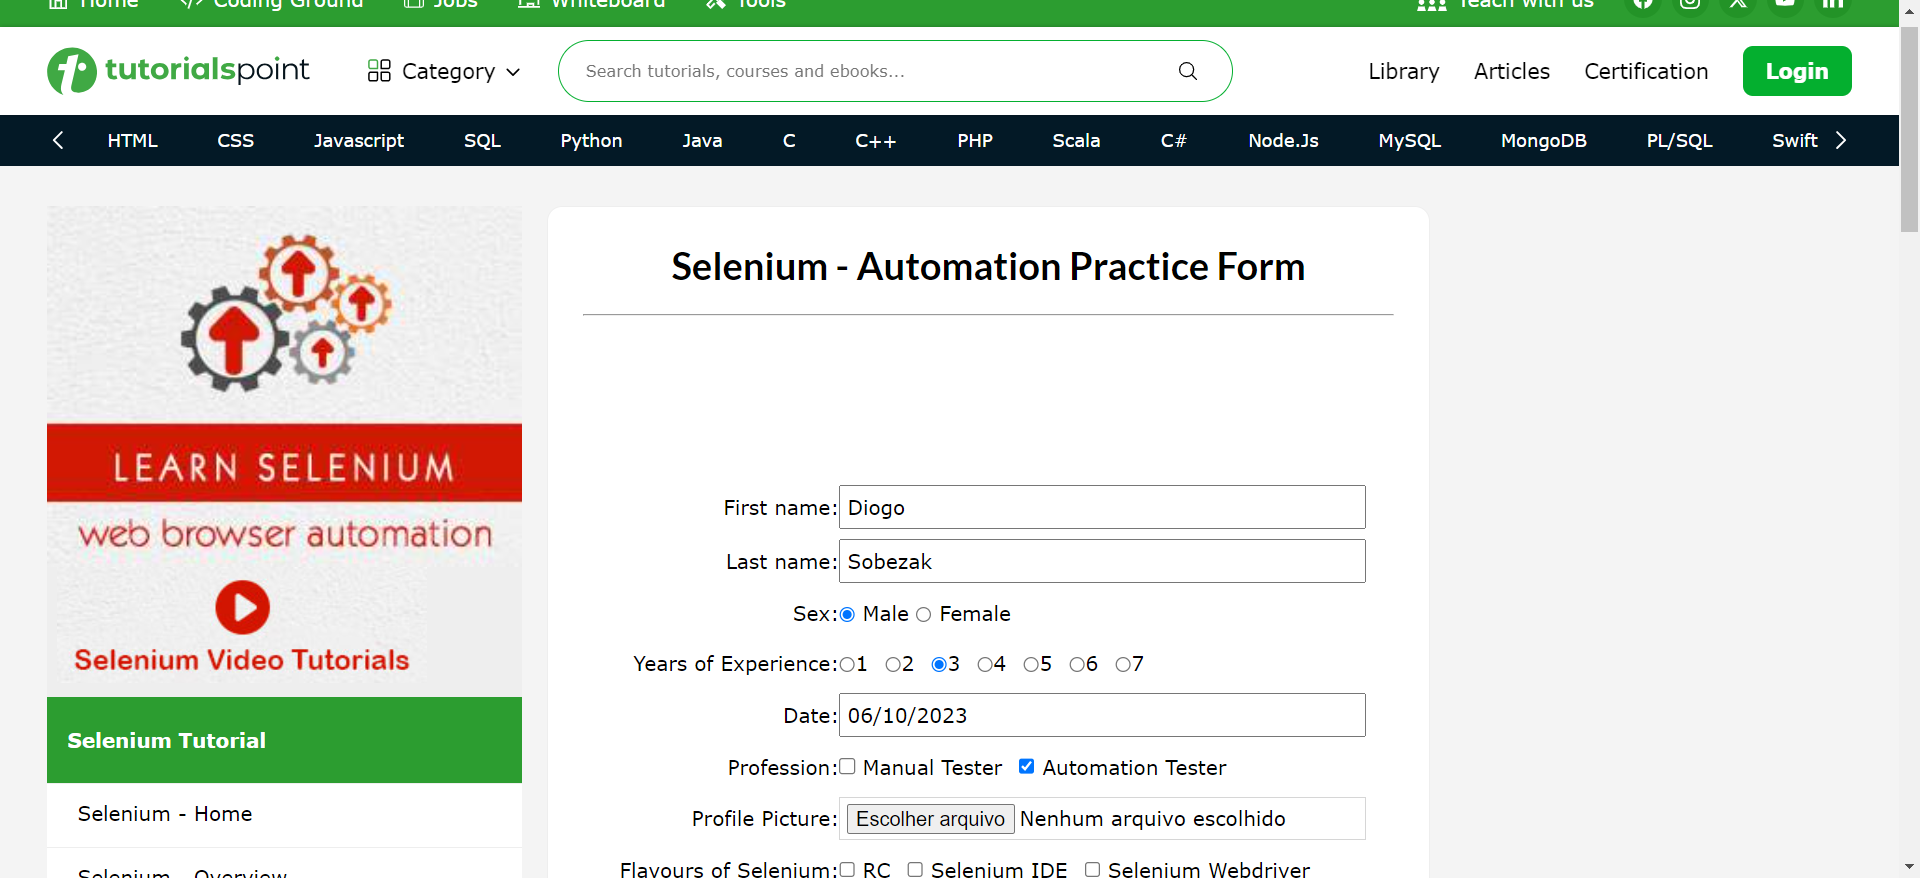 Home Coding Ground Jobs Whiteboard Tools Teach with us
tutorialspoint Category Search tutorials, courses and ebooks... Library Articles Certification Login
HTML CSS Javascript SQL Python Java C C++ PHP Scala C# Node.Js MySQL MongoDB PL/SQL Swift
LEARN SELENIUM
web browser automation
Selenium Video Tutorials
Selenium Tutorial
Selenium - Home
Selenium - Overview
Selenium - Automation Practice Form
First name: Diogo
Last name: Sobezak
Sex: Male Female
Years of Experience: 1 2 3 4 5 6 7
Date: 06/10/2023
Profession: Manual Tester Automation Tester
Profile Picture: Escolher arquivo Nenhum arquivo escolhido
Flavours of Selenium: RC Selenium IDE Selenium Webdriver